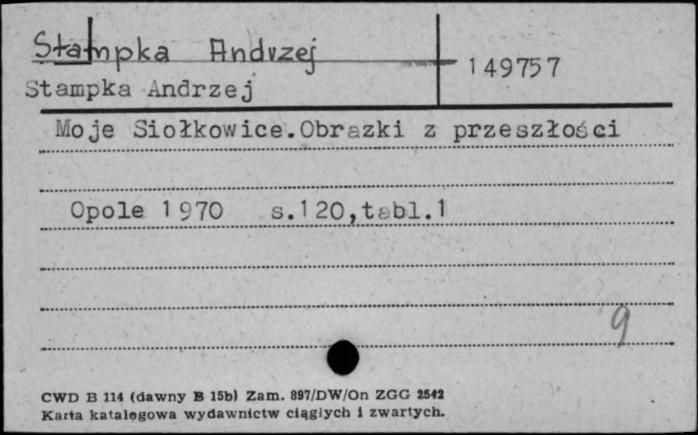 Stampka Andrzej
149757
Stampka Andrzej
Moje Siołkowice.Obrazki z przeszłości
Opole 1970 s.120,tabl.1
9
CWD B 114 (dawny B 15b) Zam. 897/DW/On ZGG 2542
Karta katalogowa wydawnictw ciągłych i zwartych.